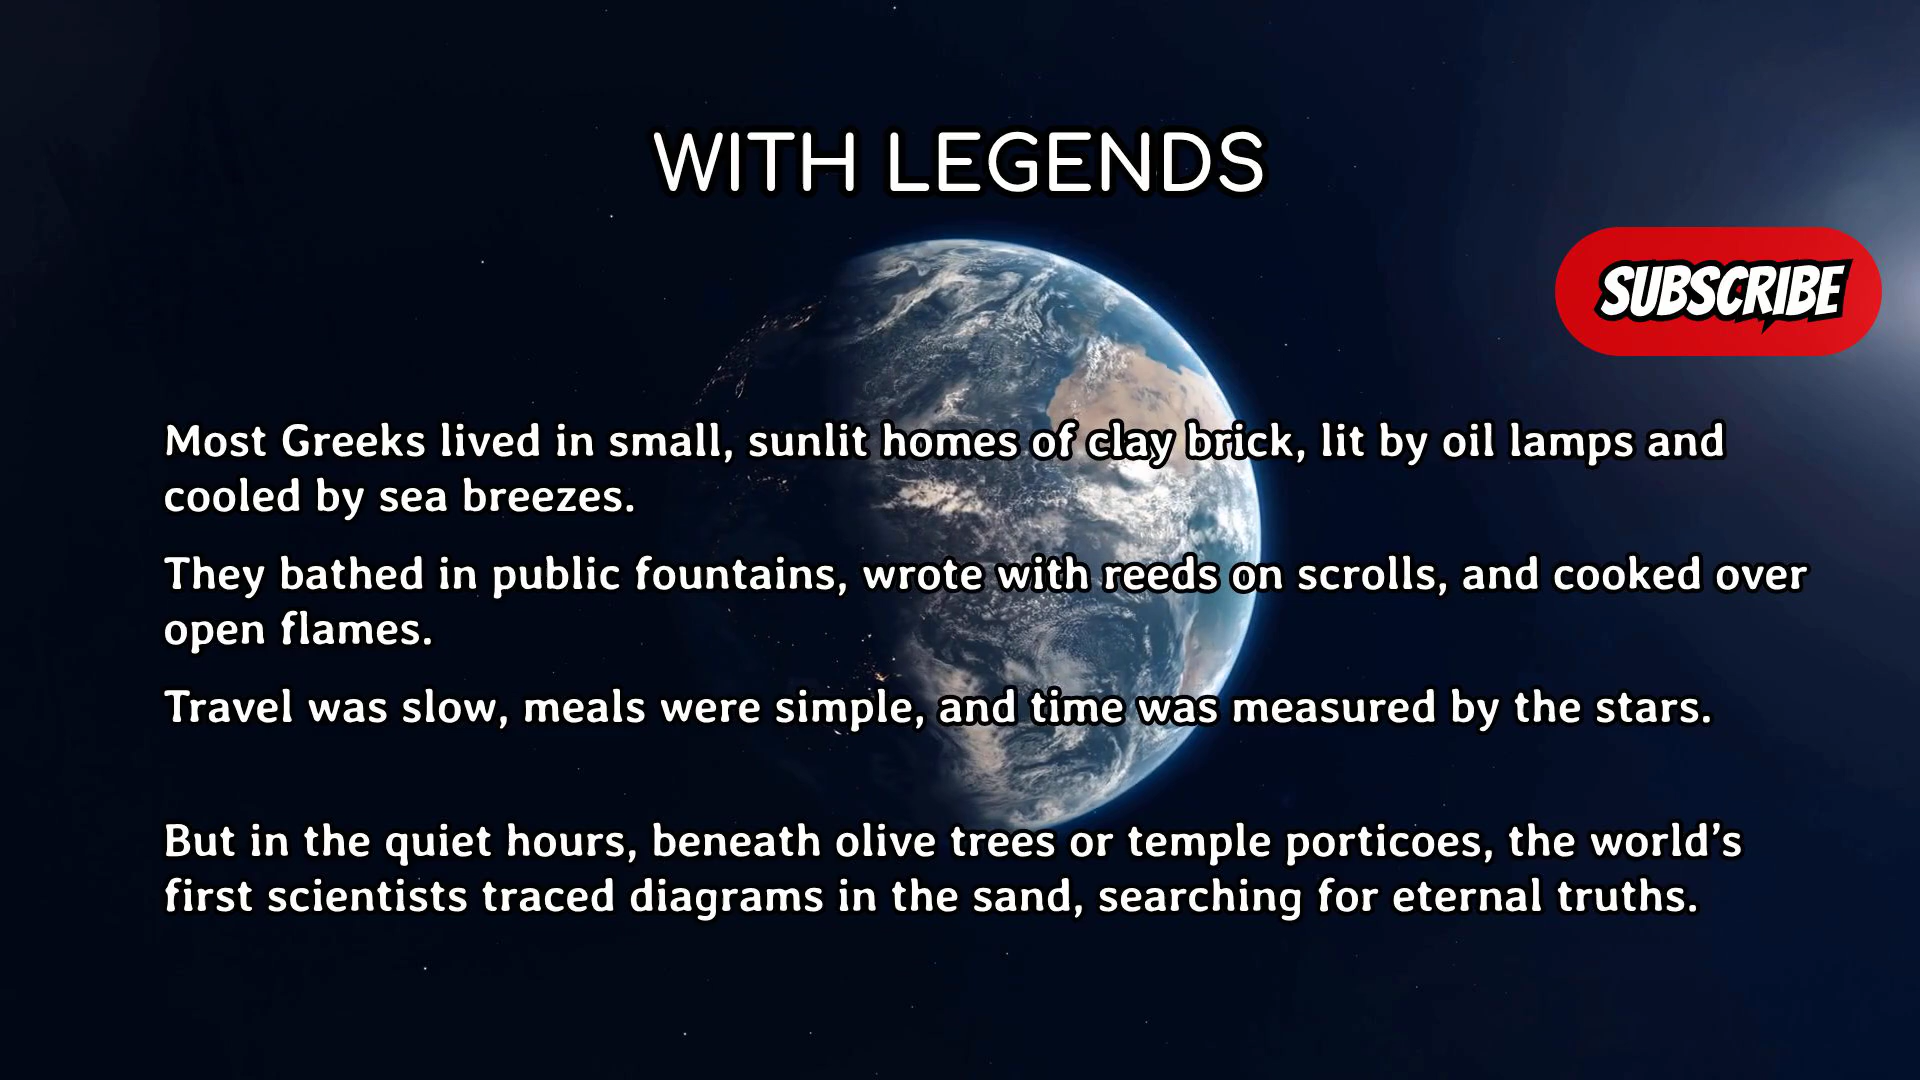 WITH LEGENDS
SUBSCRIBE
Most Greeks lived in small, sunlit homes of clay brick, lit by oil lamps and
cooled by sea breezes.
They bathed in public fountains, wrote with reeds on scrolls, and cooked over
open flames.
Travel was slow, meals were simple, and time was measured by the stars.
But in the quiet hours, beneath olive trees or temple porticoes, the world’s
first scientists traced diagrams in the sand, searching for eternal truths.